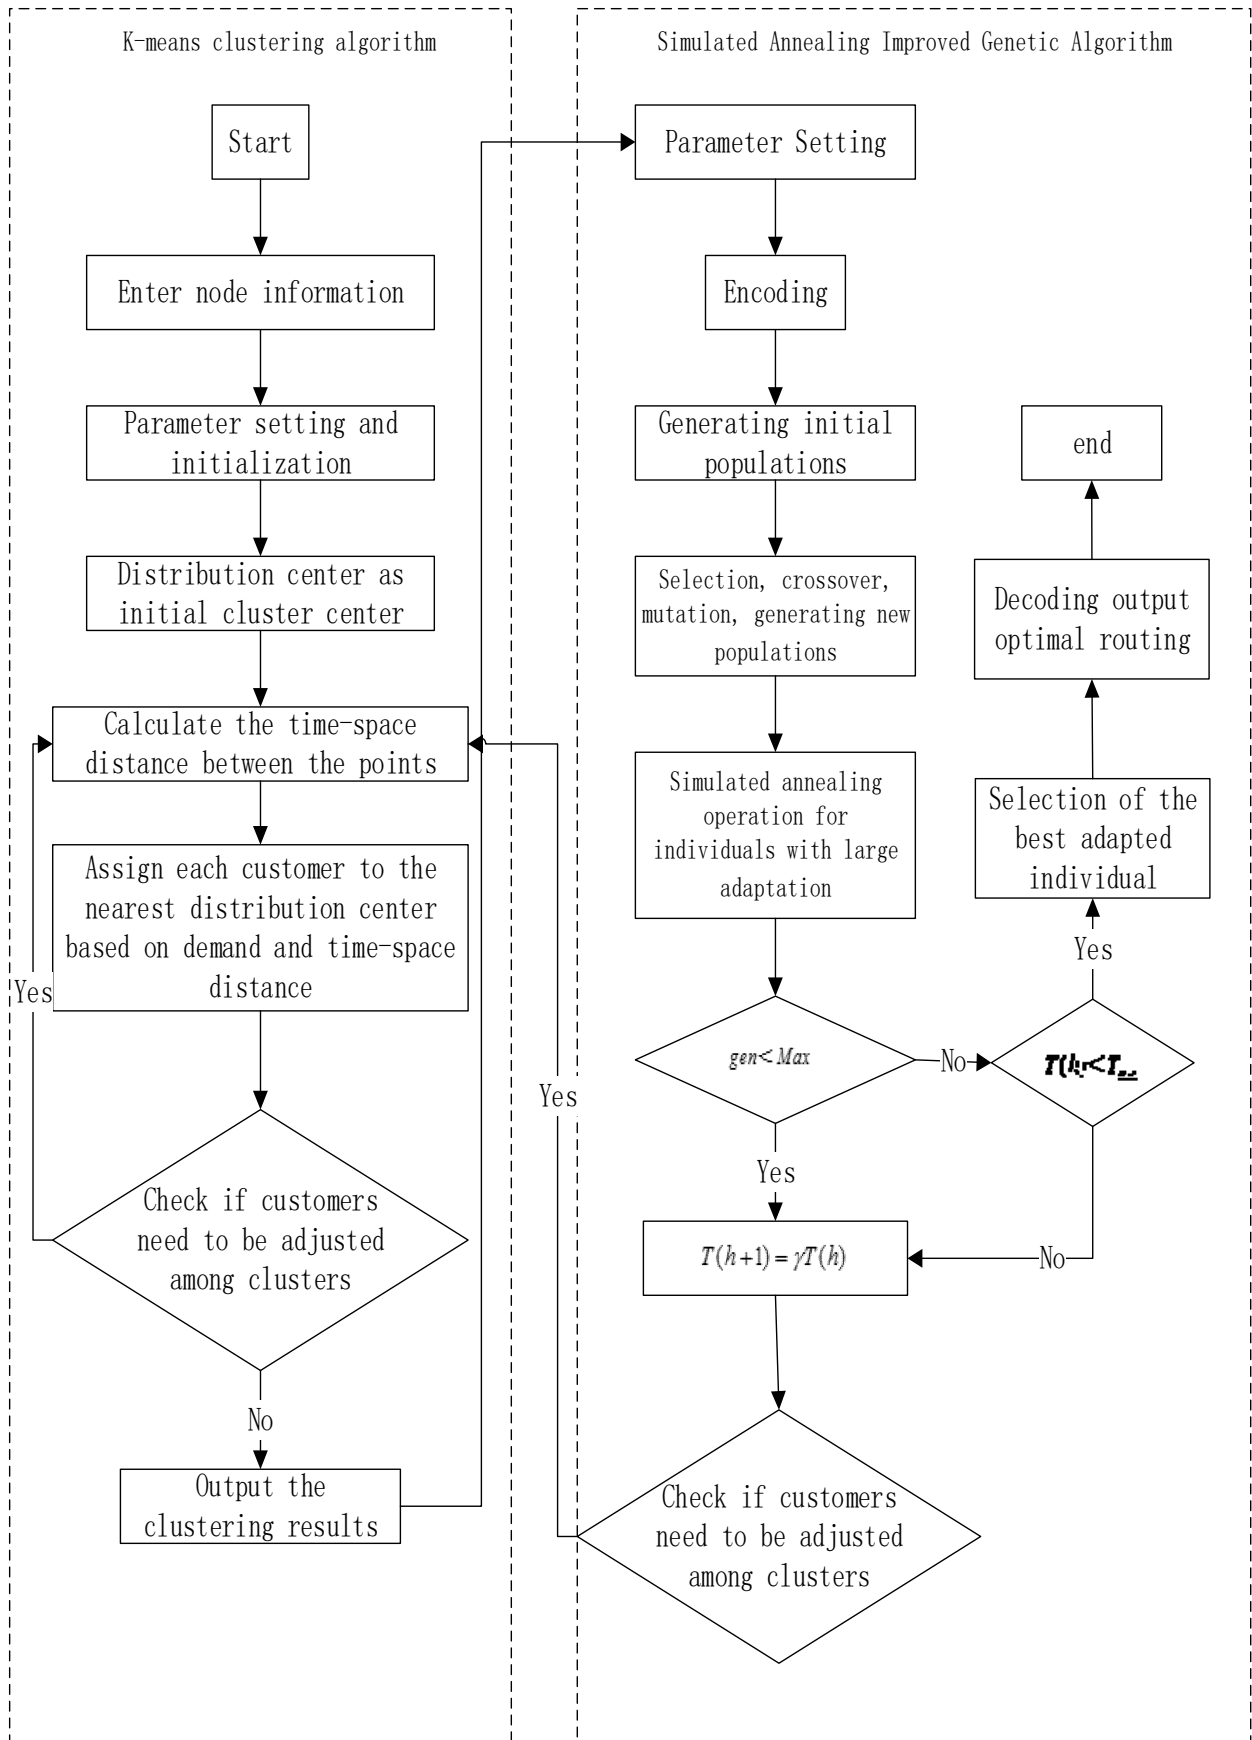 K-means clustering algorithm
Start
Enter node information
Parameter setting and
initialization
Distribution center as
initial cluster center
Calculate the time-space
distance between the points
Assign each customer to the
nearest distribution center
based on demand and time-space
distance
Yes
Check if customers
need to be adjusted
among clusters
No
Output the
clustering results
Simulated Annealing Improved Genetic Algorithm
Parameter Setting
Encoding
Generating initial
populations
Selection, crossover,
mutation, generating new
populations
Simulated annealing
operation for
individuals with large
adaptation
gen<Max
No
Yes
T(h+1)=γT(h)
Check if customers
need to be adjusted
among clusters
Yes
end
Decoding output
optimal routing
Selection of the
best adapted
individual
Yes
No